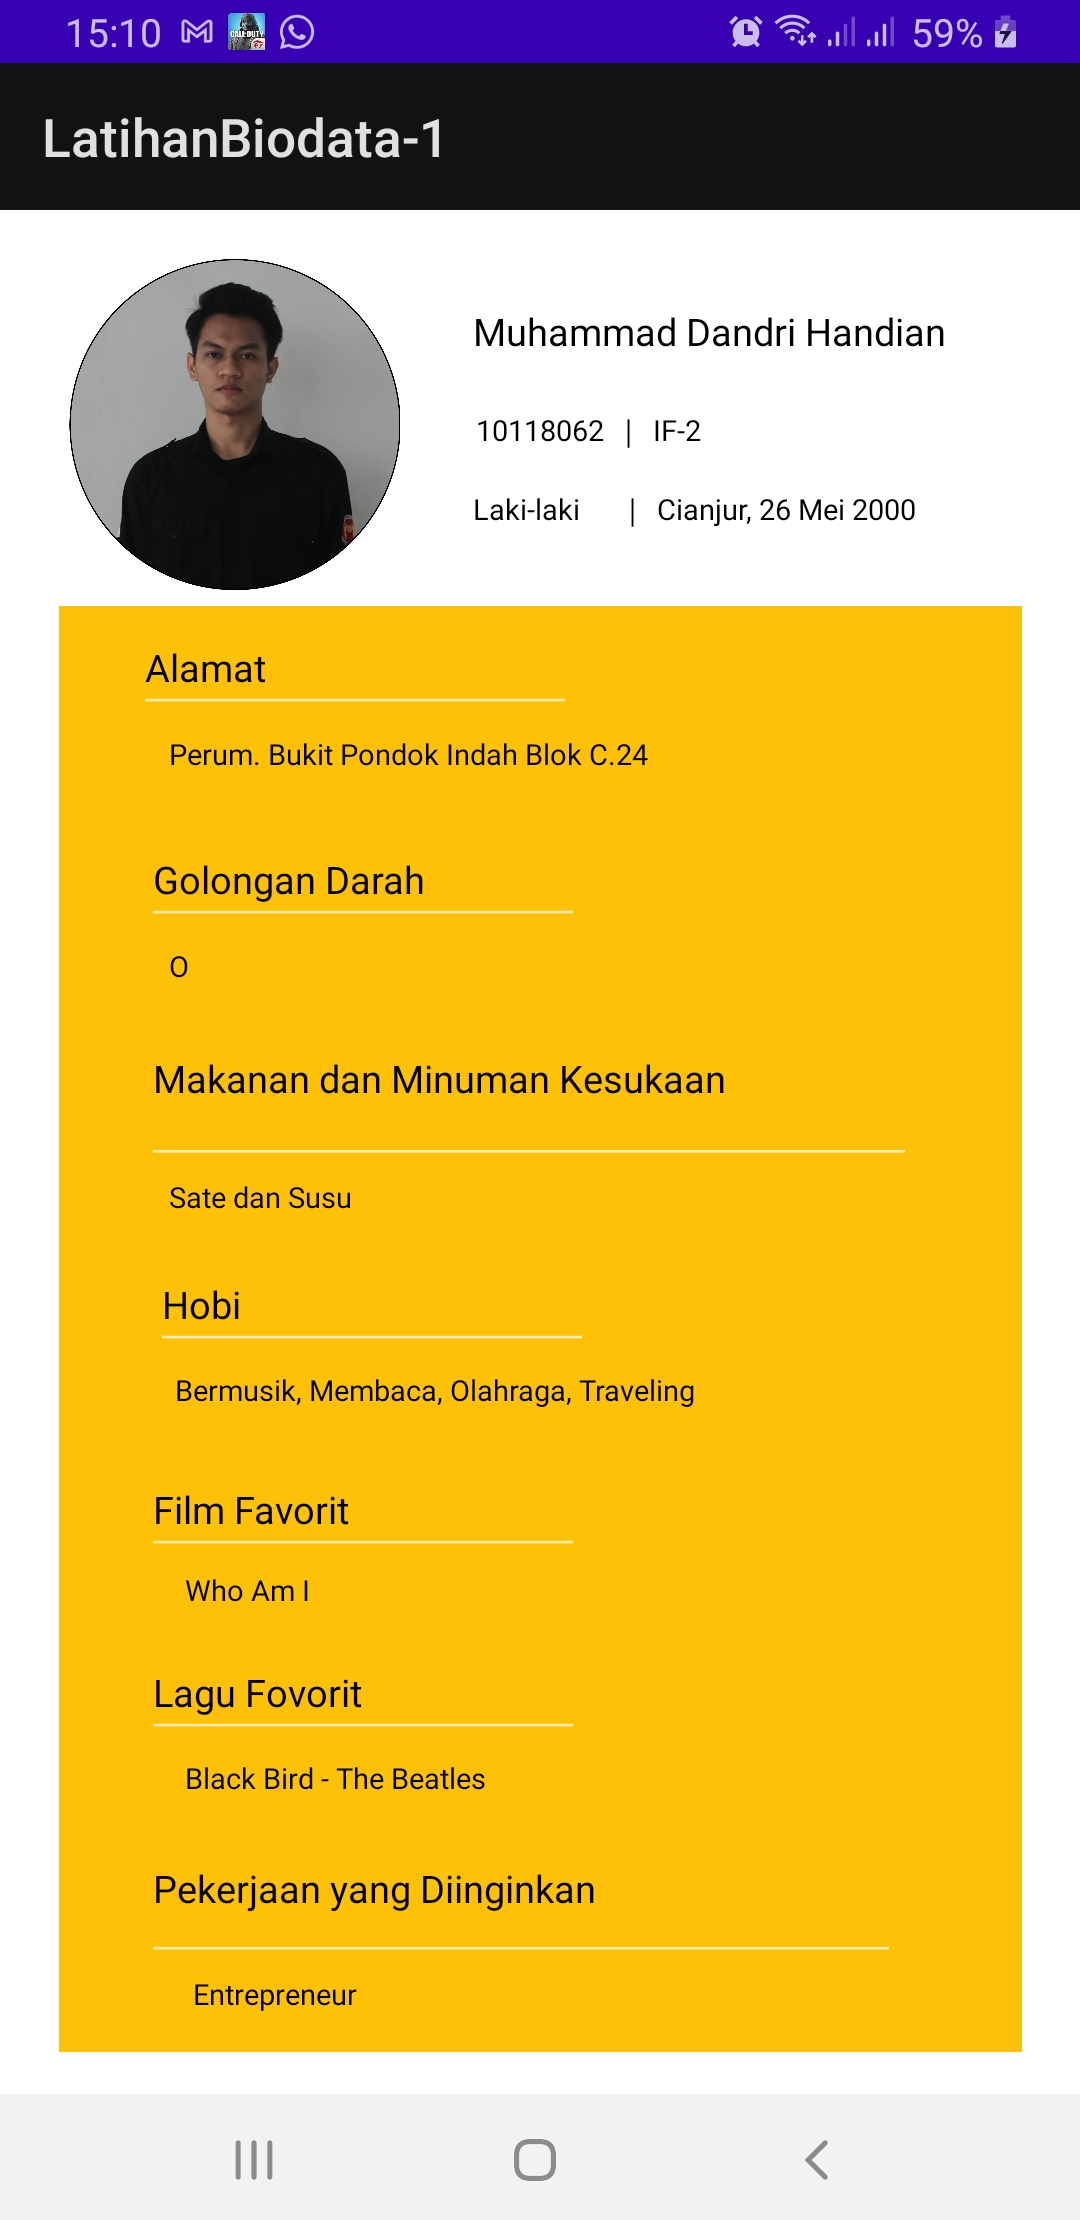 15:10
CALL·DUTY
59%
LatihanBiodata-1
Muhammad Dandri Handian
10118062 | IF-2
Laki-laki | Cianjur, 26 Mei 2000
Alamat
Perum. Bukit Pondok Indah Blok C.24
Golongan Darah
O
Makanan dan Minuman Kesukaan
Sate dan Susu
Hobi
Bermusik, Membaca, Olahraga, Traveling
Film Favorit
Who Am I
Lagu Fovorit
Black Bird - The Beatles
Pekerjaan yang Diinginkan
Entrepreneur